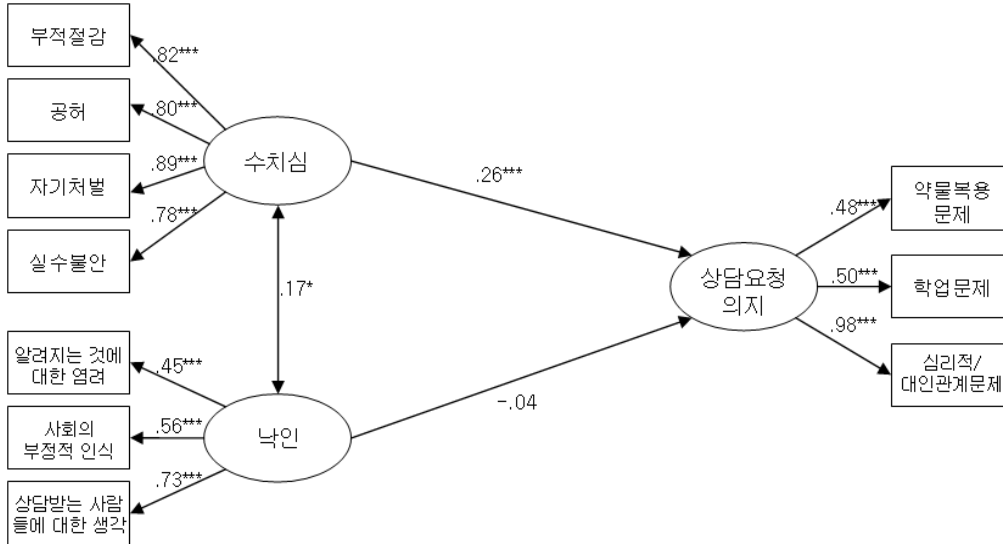 부적절감
공허
자기처벌
실수불안
.82***
.80***
.89***
.78***
수치심
.26***
.17*
알려지는 것에
대한 염려
사회의
부정적 인식
상담받는 사람
들에 대한 생각
.45***
.56***
.73***
낙인
-.04
상담요청
의지
.48***
.50***
.98***
약물복용
문제
학업문제
심리적/
대인관계문제